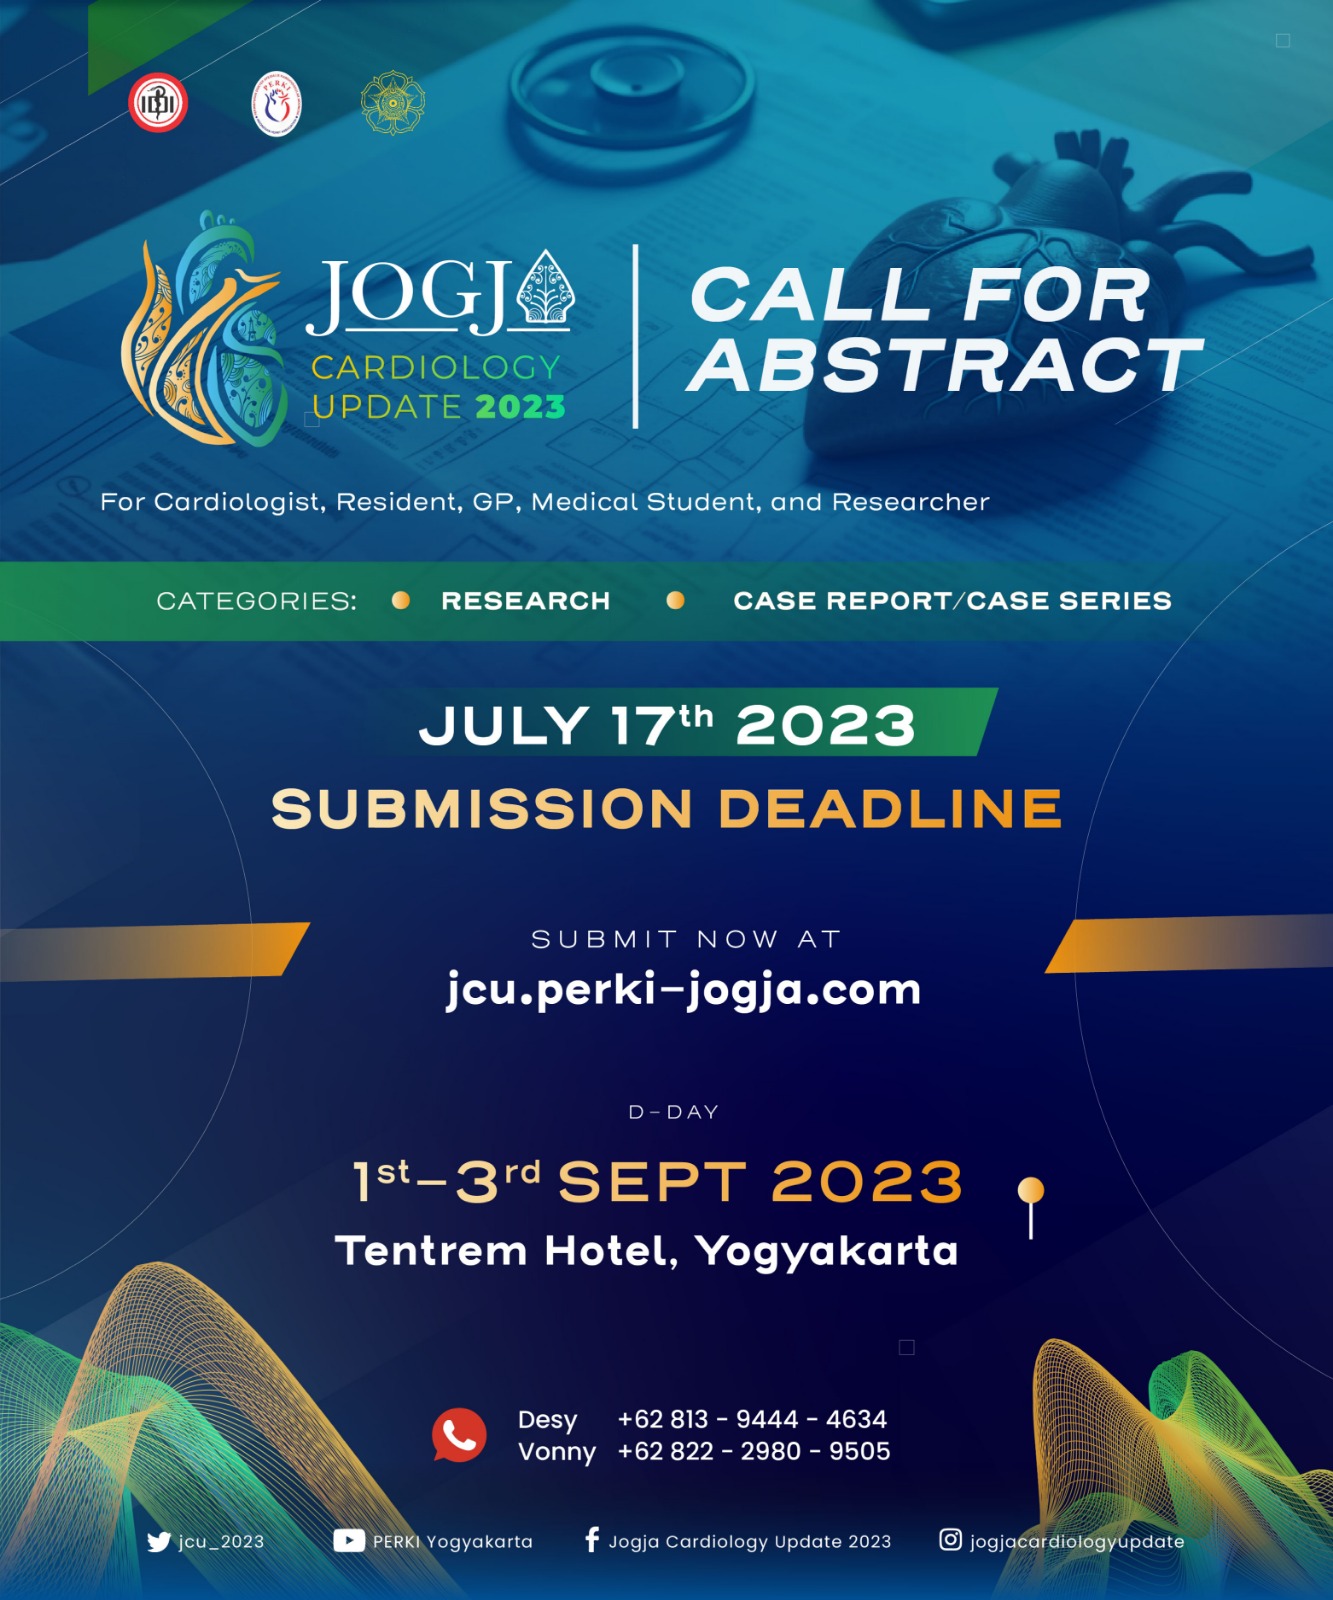 IDI
PERKI
JOGJA
CARDIOLOGY
UPDATE 2023
CALL FOR
ABSTRACT
For Cardiologist, Resident, GP, Medical Student, and Researcher
CATEGORIES: RESEARCH CASE REPORT/CASE SERIES
JULY 17th 2023
SUBMISSION DEADLINE
SUBMIT NOW AT
jcu.perki-jogja.com
D-DAY
1st-3rd SEPT 2023
Tentrem Hotel, Yogyakarta
Desy +62 813 - 9444 - 4634
Vonny +62 822 - 2980 - 9505
jcu_2023 PERKI Yogyakarta Jogja Cardiology Update 2023 jogjacardiologyupdate